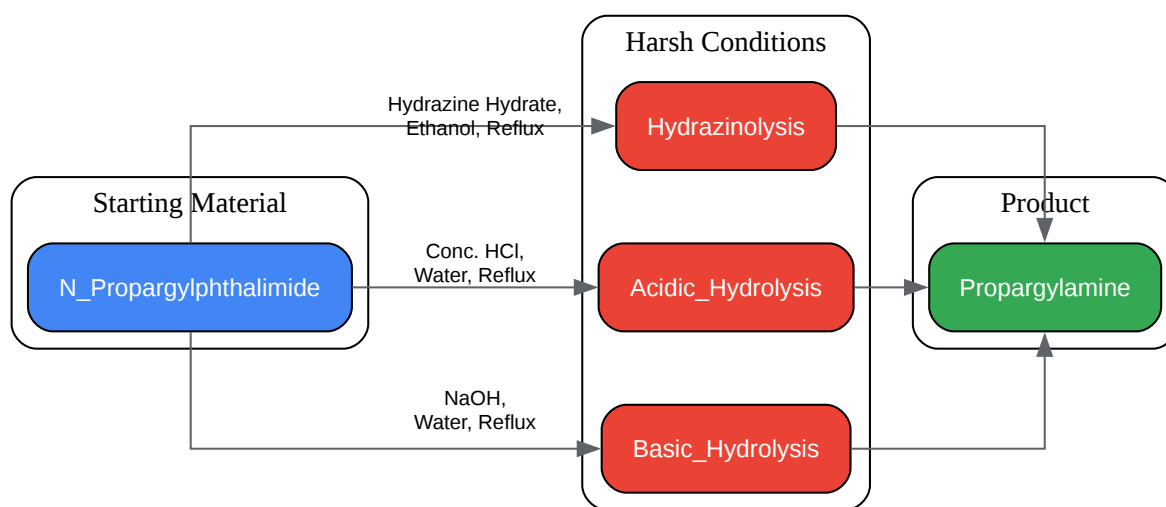 Harsh Conditions
Hydrazine Hydrate,
Ethanol, Reflux
Hydrazinolysis
Starting Material
Product
N_Propargylphthalimide
Conc. HCl,
Water, Reflux
Acidic_Hydrolysis
Propargylamine
NaOH,
Water, Reflux
Basic_Hydrolysis